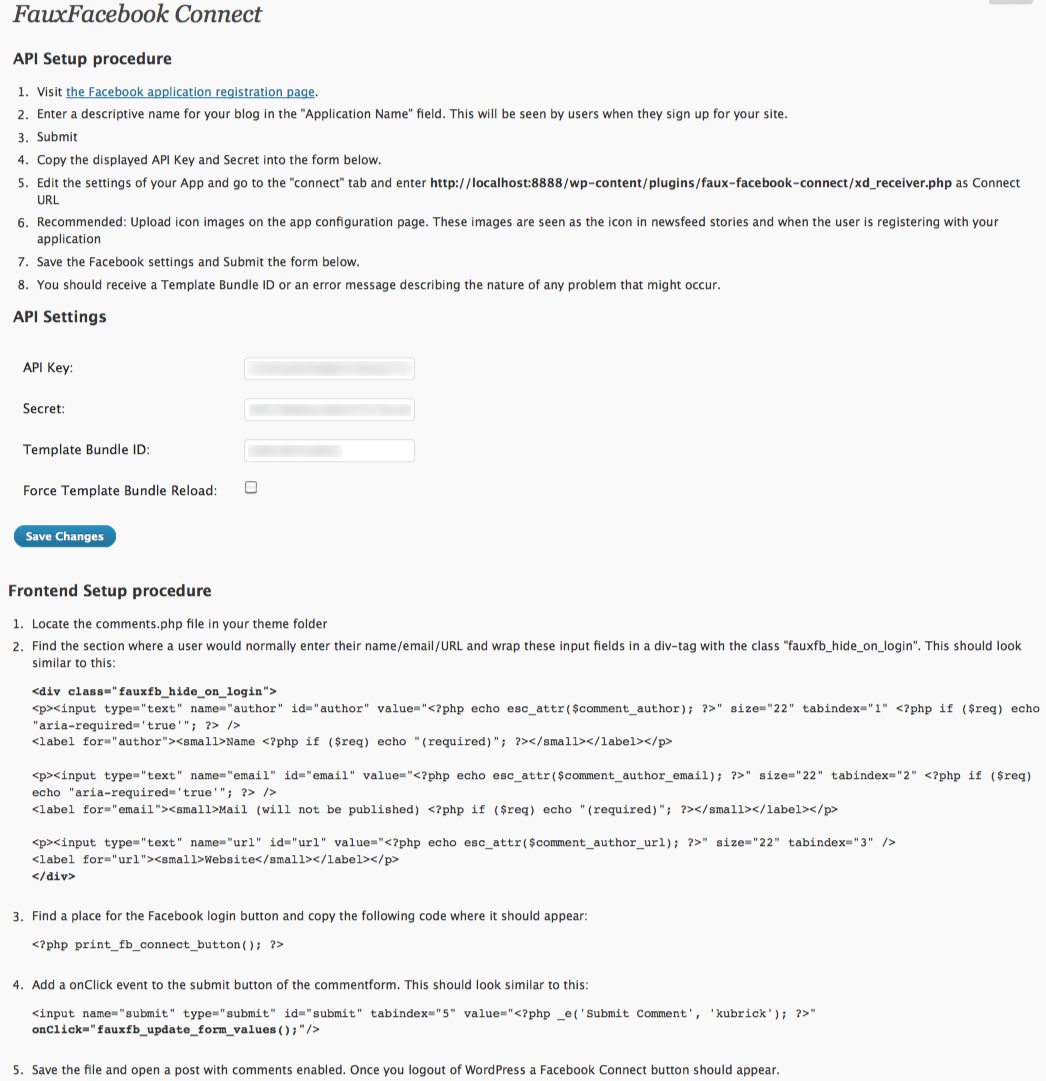 FauxFacebook Connect
API Setup procedure
1. Visit the Facebook application registration page.
2. Enter a descriptive name for your blog in the "Application Name" field. This will be seen by users when they sign up for your site.
3. Submit
4. Copy the displayed API Key and Secret into the form below.
5. Edit the settings of your App and go to the "connect" tab and enter http://localhost:8888/wp-content/plugins/faux-facebook-connect/xd_receiver.php as Connect
URL
6. Recommended: Upload icon images on the app configuration page. These images are seen as the icon in newsfeed stories and when the user is registering with your
application
7. Save the Facebook settings and Submit the form below.
8. You should receive a Template Bundle ID or an error message describing the nature of any problem that might occur.
API Settings
API Key:
Secret:
Template Bundle ID:
Force Template Bundle Reload:
Save Changes
Frontend Setup procedure
1. Locate the comments.php file in your theme folder
2. Find the section where a user would normally enter their name/email/URL and wrap these input fields in a div-tag with the class "fauxfb_hide_on_login". This should look
similar to this:
<div class="fauxfb_hide_on_login">
<p><input type="text" name="author" id="author" value="<?php echo esc_attr($comment_author); ?>" size="22" tabindex="1" <?php if ($req) echo
"aria-required='true'"; ?> />
<label for="author"><small>Name <?php if ($req) echo "(required)"; ?></small></label></p>
<p><input type="text" name="email" id="email" value="<?php echo esc_attr($comment_author_email); ?>" size="22" tabindex="2" <?php if ($req)
echo "aria-required='true'"; ?> />
<label for="email"><small>Mail (will not be published) <?php if ($req) echo "(required)"; ?></small></label></p>
<p><input type="text" name="url" id="url" value="<?php echo esc_attr($comment_author_url); ?>" size="22" tabindex="3" />
<label for="url"><small>Website</small></label></p>
</div>
3. Find a place for the Facebook login button and copy the following code where it should appear:
<?php print_fb_connect_button(); ?>
4. Add a onClick event to the submit button of the commentform. This should look similar to this:
<input name="submit" type="submit" id="submit" tabindex="5" value="<?php _e('Submit Comment', 'kubrick'); ?>"
onClick="fauxfb_update_form_values();"/>
5. Save the file and open a post with comments enabled. Once you logout of WordPress a Facebook Connect button should appear.